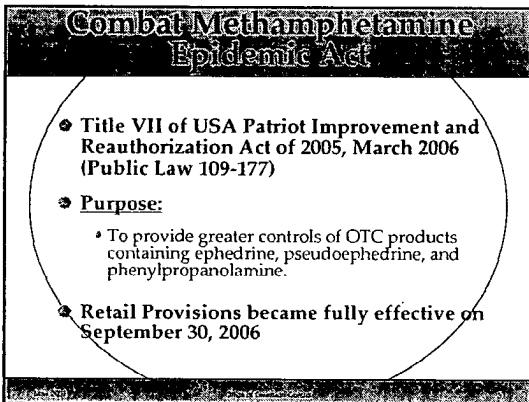 Combat Methamphetamine
Epidemic Act
Title VII of USA Patriot Improvement and
Reauthorization Act of 2005, March 2006
(Public Law 109-177)
Purpose:
To provide greater controls of OTC products
containing ephedrine, pseudoephedrine, and
phenylpropanolamine.
Retail Provisions became fully effective on
September 30, 2006